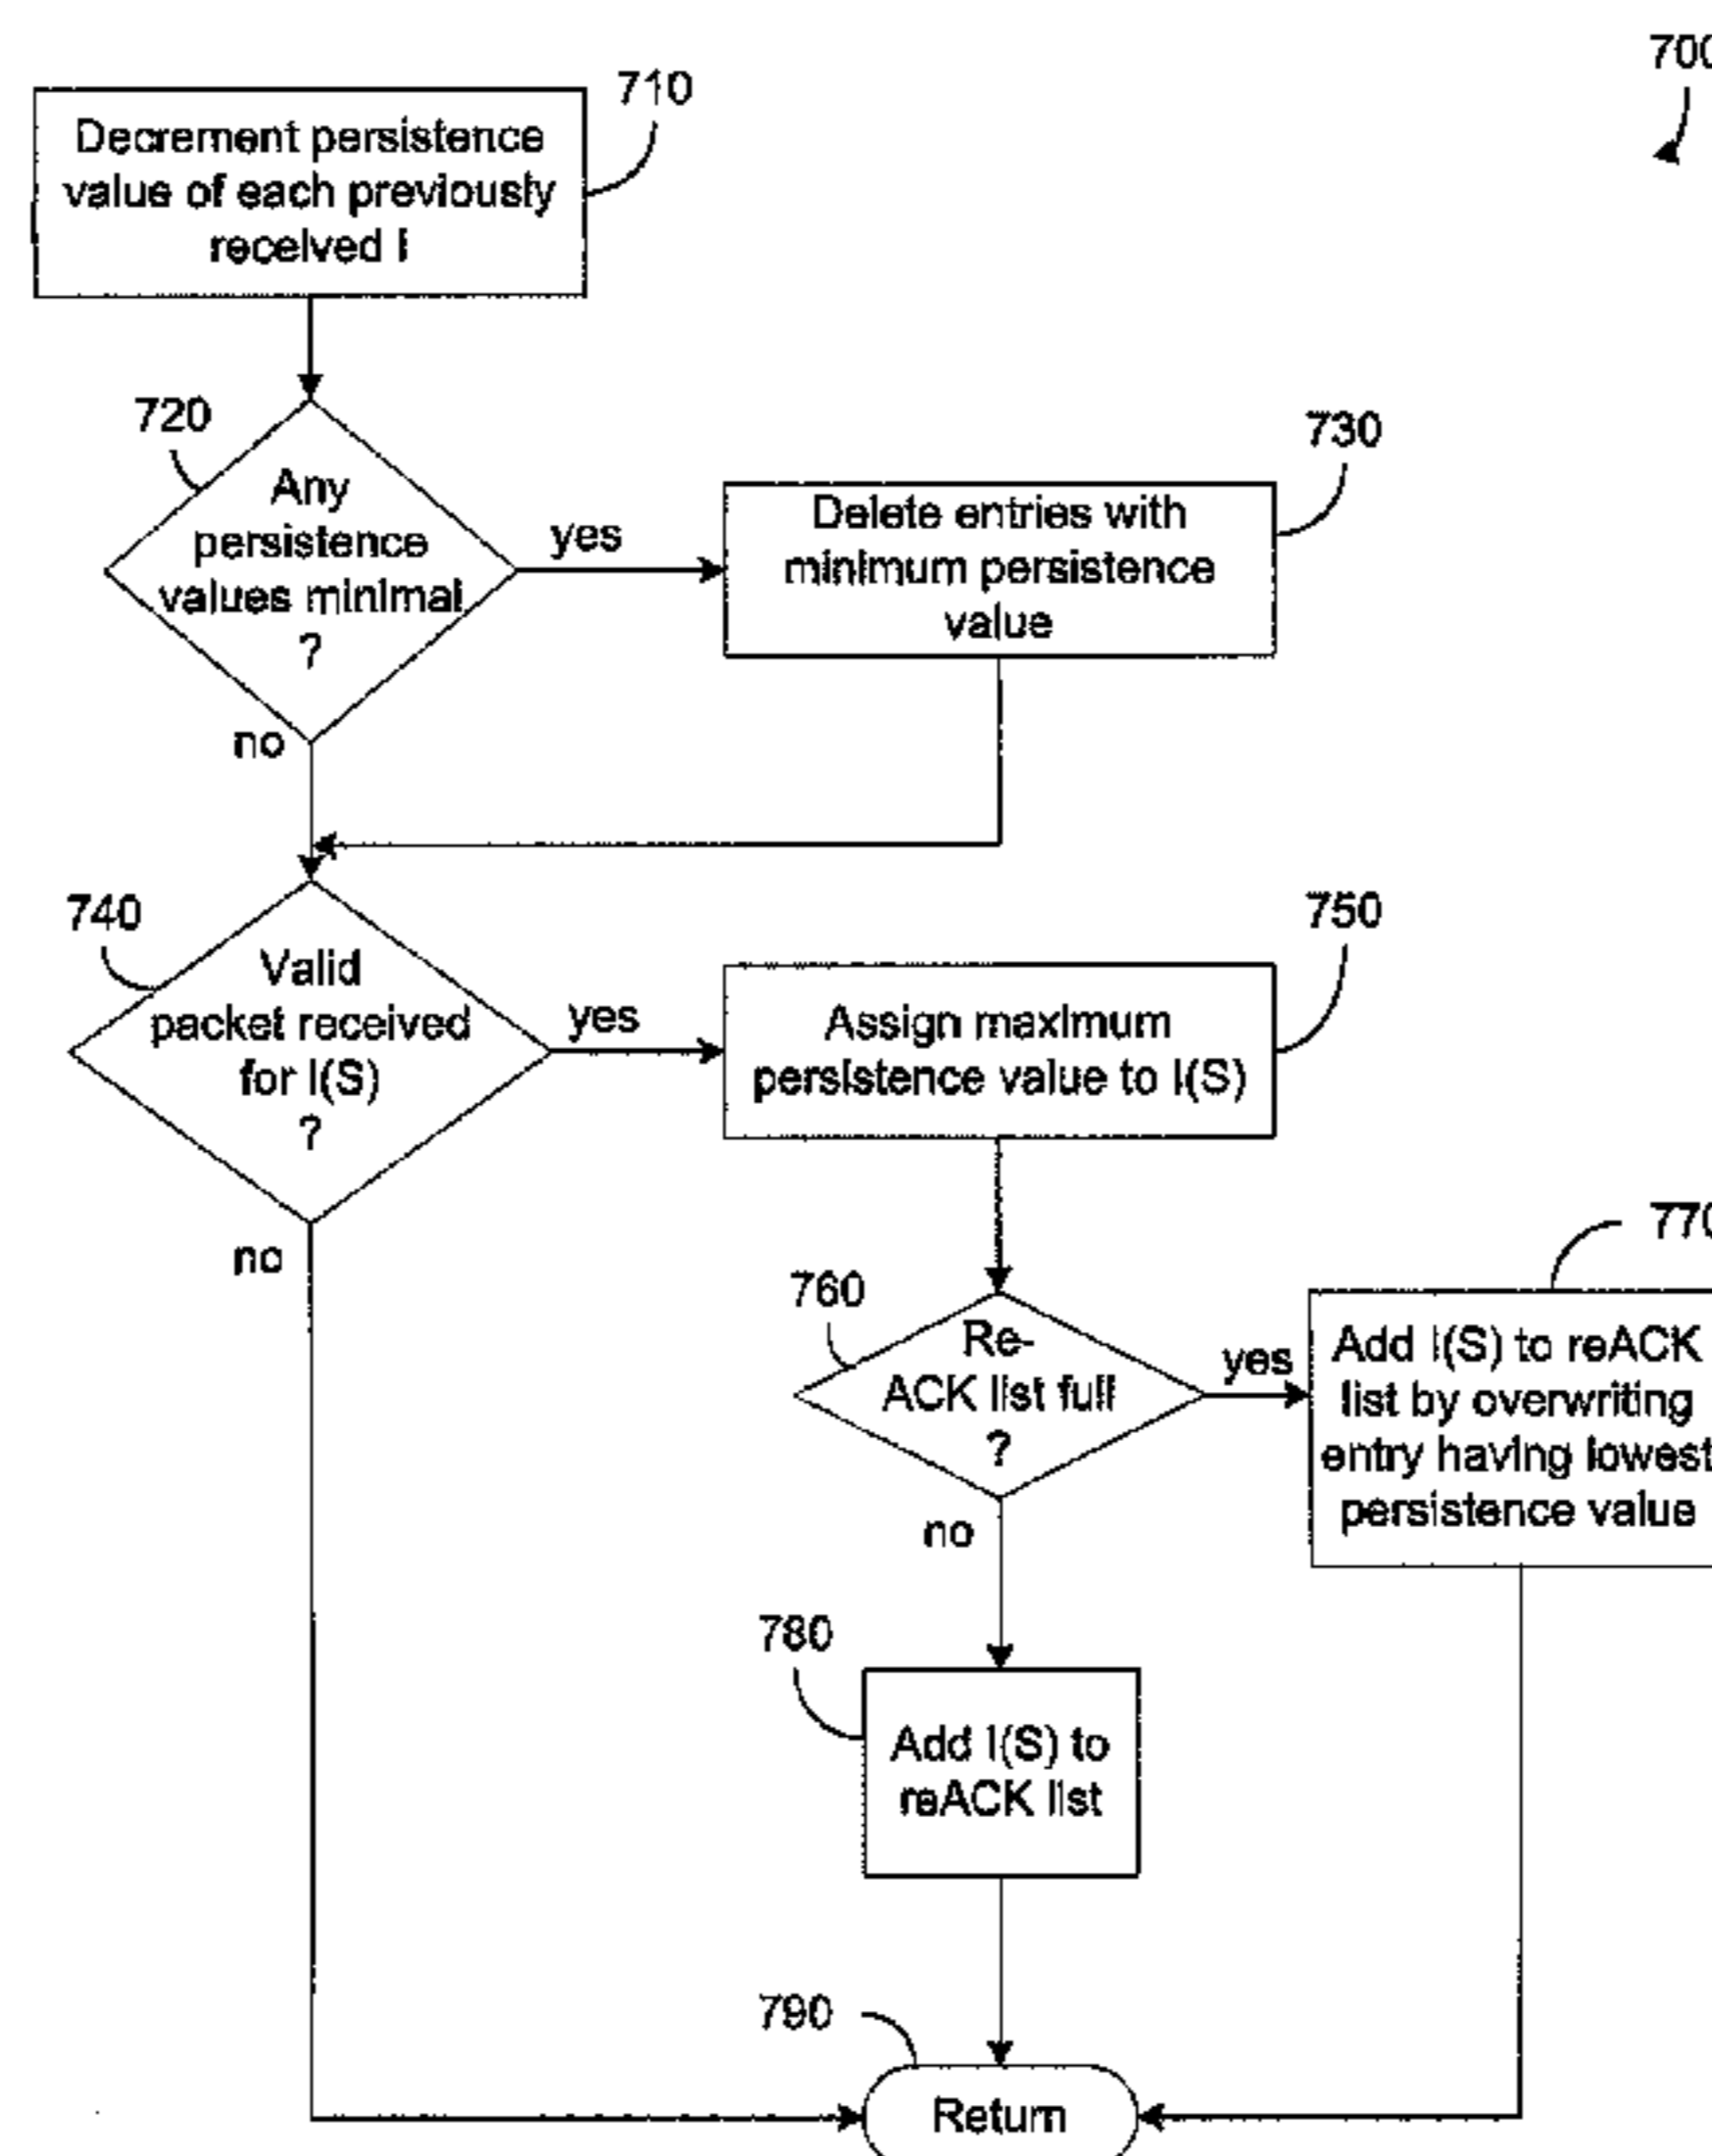 700
710
Decrement persistence
value of each previously
received I
720
Any
persistence
values minimal
?
yes
730
Delete entries with
minimum persistence
value
no
740
Valid
packet received
for I(S)
?
yes
750
Assign maximum
persistence value to I(S)
no
760
Re-
ACK list full
?
yes
770
Add I(S) to reACK
list by overwriting
entry having lowest
persistence value
no
780
Add I(S) to
reACK list
790
Return